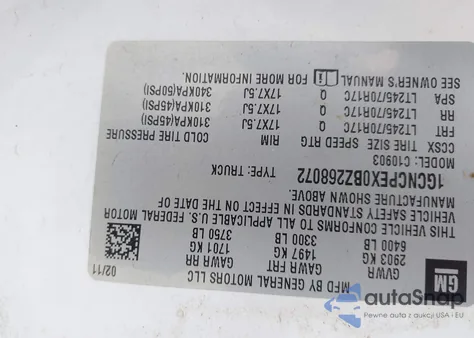 GM
MFD BY GENERAL MOTORS LLC
02/11
GVWR GAWR FRT GAWR RR
2903 KG 1497 KG 1701 KG
6400 LB 3300 LB 3750 LB
THIS VEHICLE CONFORMS TO ALL APPLICABLE U.S. FEDERAL MOTOR
VEHICLE SAFETY STANDARDS IN EFFECT ON THE DATE OF
MANUFACTURE SHOWN ABOVE.
1GCNCPEX0BZ268072 TYPE: TRUCK
MODEL: C10903
CCSX TIRE SIZE SPEED RTG RIM COLD TIRE PRESSURE
FRT LT245/70R17C Q 17X7.5J 310KPA(45PSI)
RR LT245/70R17C Q 17X7.5J 310KPA(45PSI)
SPA LT245/70R17C Q 17X7.5J 340KPA(50PSI)
SEE OWNER'S MANUAL FOR MORE INFORMATION.
autoSnap
Pewne auta z USA i EU